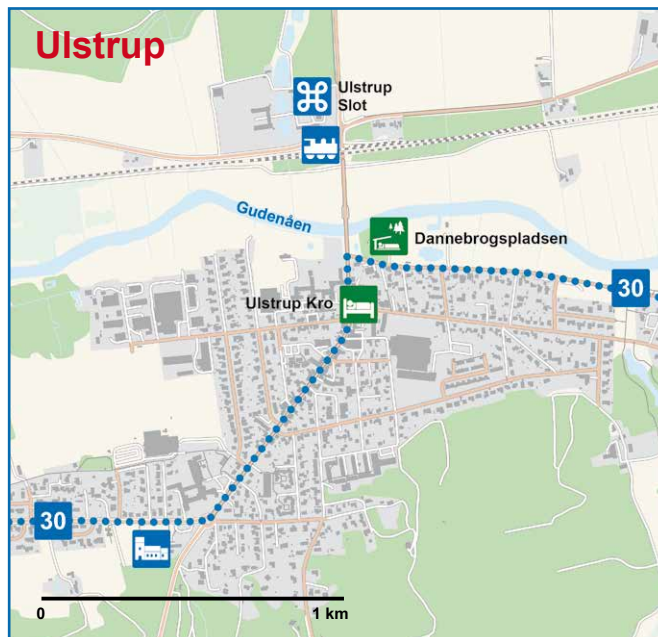 Ulstrup
Ulstrup
Slot
Gudenåen
Dannebrogspladsen
30
Ulstrup Kro
30
0
1 km